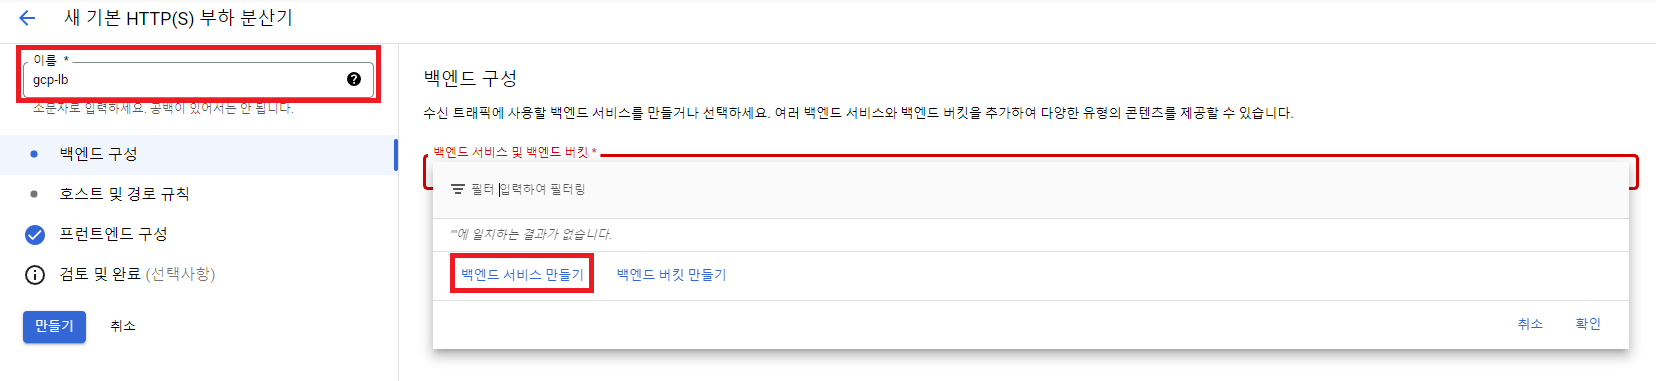 새 기본 HTTP(S) 부하 분산기
이름 *
gcp-lb
소문자로 입력하세요. 공백이 있어서는 안 됩니다.
백엔드 구성
호스트 및 경로 규칙
프런트엔드 구성
검토 및 완료 (선택사항)
만들기 취소
백엔드 구성
수신 트래픽에 사용할 백엔드 서비스를 만들거나 선택하세요. 여러 백엔드 서비스와 백엔드 버킷을 추가하여 다양한 유형의 콘텐츠를 제공할 수 있습니다.
백엔드 서비스 및 백엔드 버킷 *
필터 입력하여 필터링
""에 일치하는 결과가 없습니다.
백엔드 서비스 만들기 백엔드 버킷 만들기
취소 확인